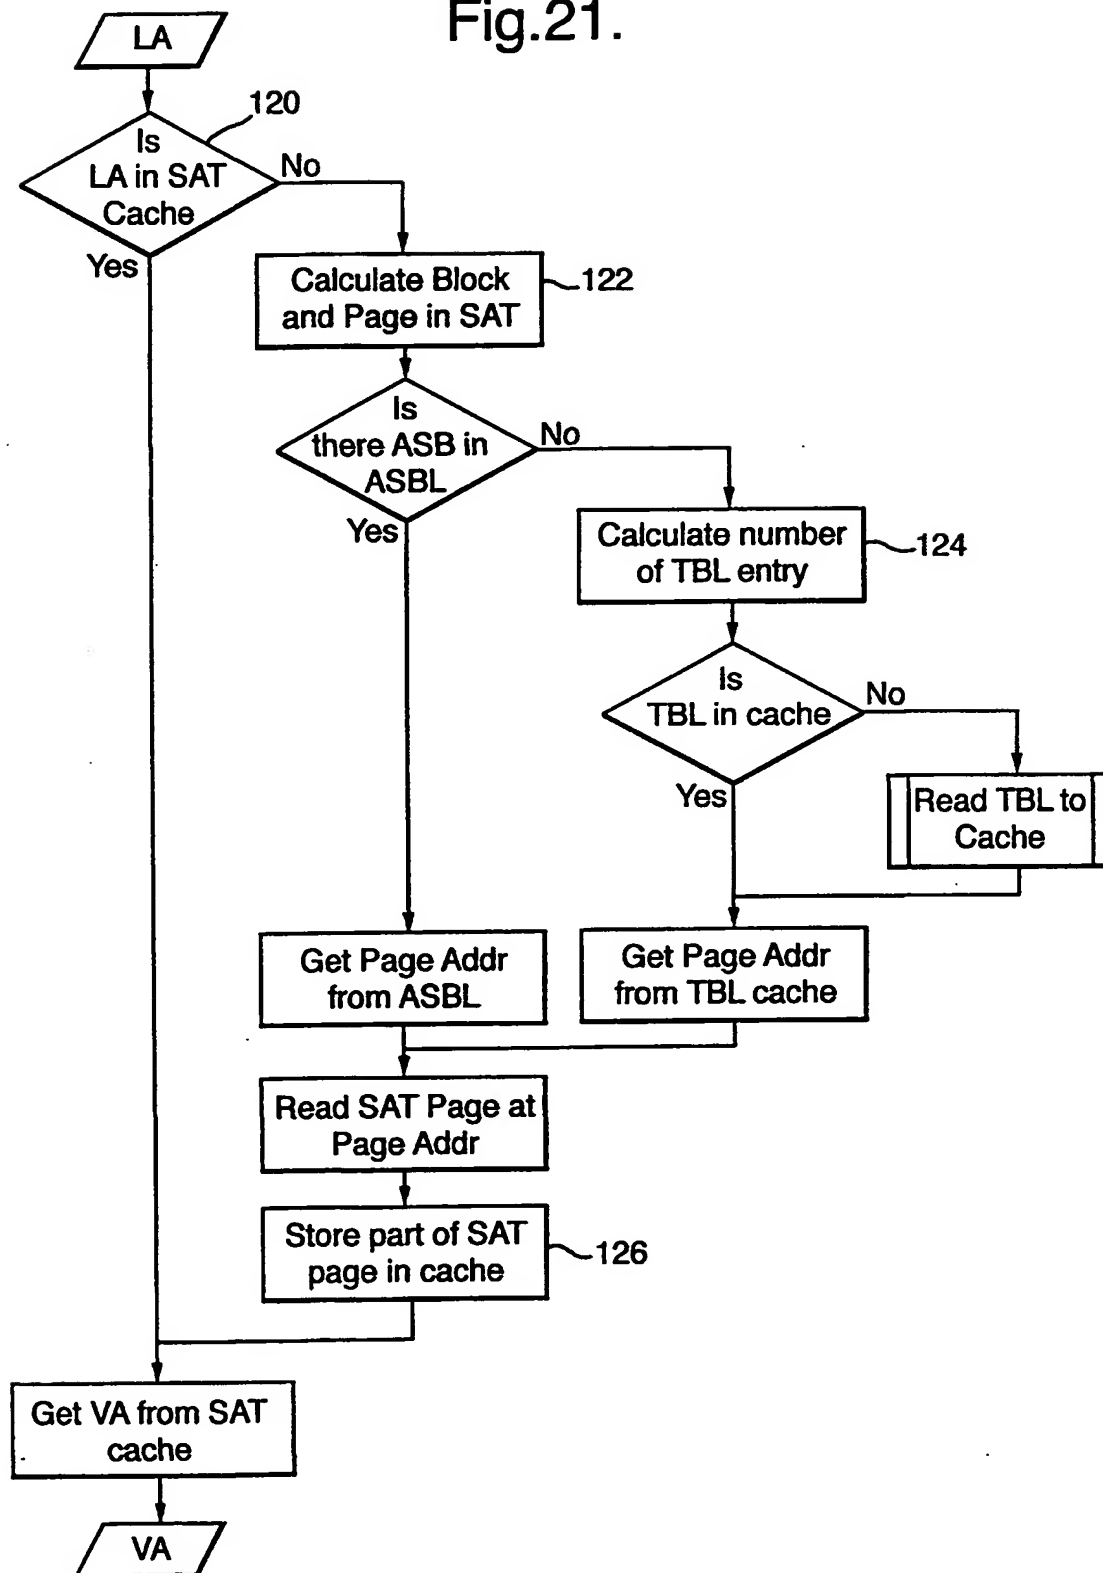 Fig.21.
LA
120
Is
LA in SAT
Cache
No
Yes
Calculate Block
and Page in SAT
122
Is
there ASB in
ASBL
No
Yes
Calculate number
of TBL entry
124
Is
TBL in cache
No
Yes
Read TBL to
Cache
Get Page Addr
from ASBL
Get Page Addr
from TBL cache
Read SAT Page at
Page Addr
Store part of SAT
page in cache
126
Get VA from SAT
cache
VA